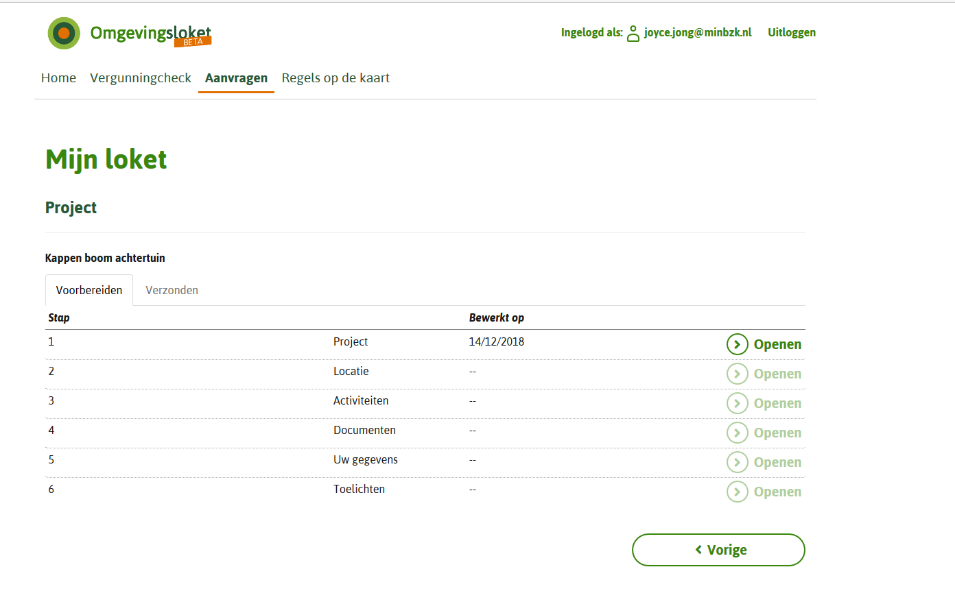 Omgevingsloket
BETA
Ingelogd als: joyce.jong@minbzk.nl Uitloggen
Home Vergunningcheck Aanvragen Regels op de kaart
Mijn loket
Project
Kappen boom achtertuin
Voorbereiden Verzonden
Stap Bewerkt op
1 Project 14/12/2018 Openen
2 Locatie -- Openen
3 Activiteiten -- Openen
4 Documenten -- Openen
5 Uw gegevens -- Openen
6 Toelichten -- Openen
Vorige